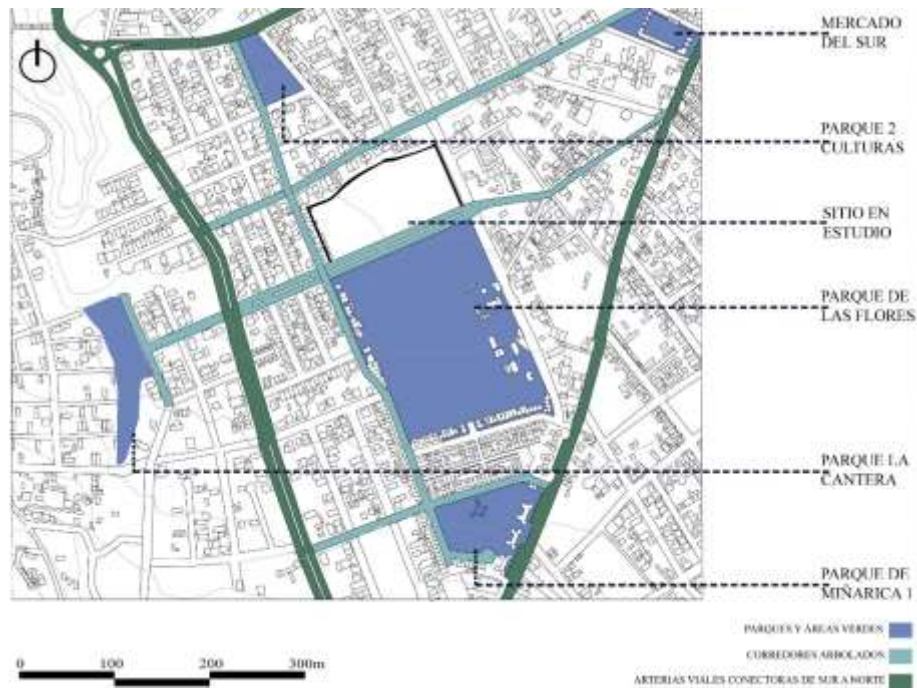 MERCADO
DEL SUR
PARQUE 2
CULTURAS
SITIO EN
ESTUDIO
PARQUE DE
LAS FLORES
PARQUE LA
CANTERA
PARQUE DE
MIÑARICA 1
PARQUES Y ÁREAS VERDES
CORREDORES ARBOLADOS
ARTERIAS VIALES CONECTORAS DE SUR A NORTE
0 100 200 300m